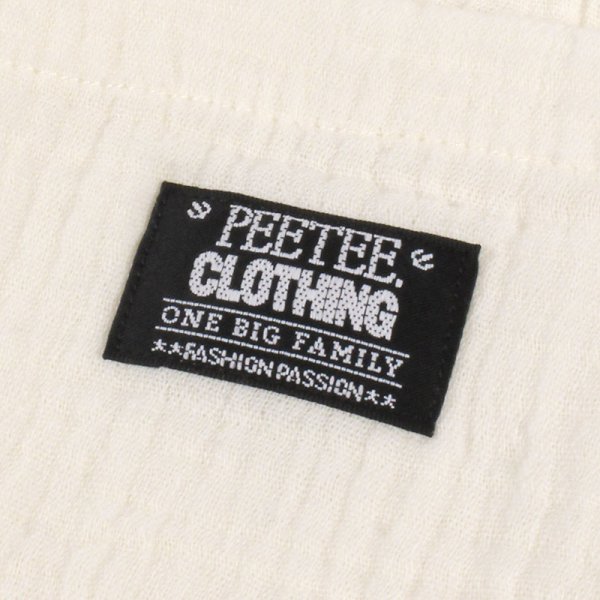 PEETEE.
CLOTHING
ONE BIG FAMILY
**FASHION PASSION**